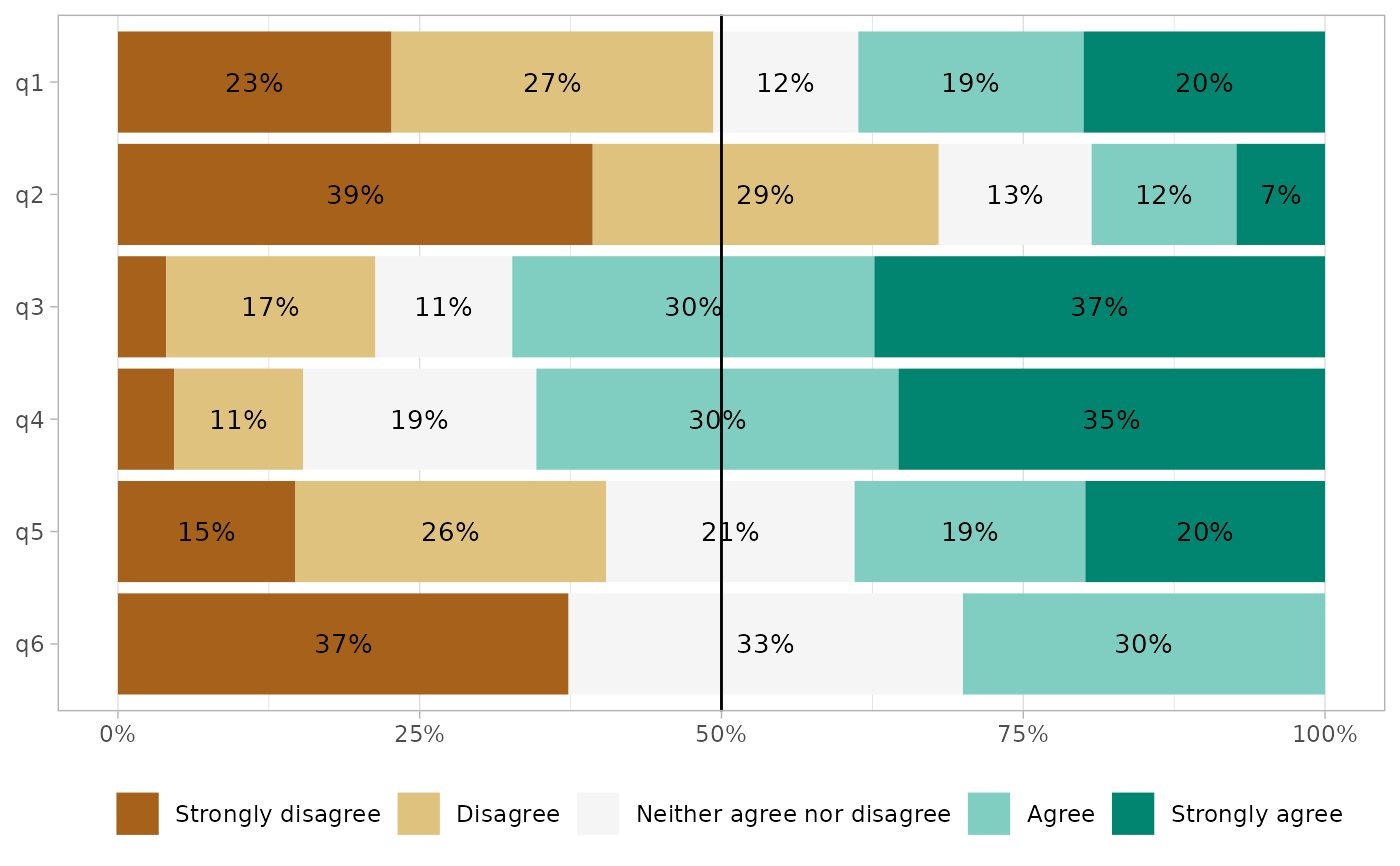 q1 23% 27% 12% 19% 20%
q2 39% 29% 13% 12% 7%
q3 17% 11% 30% 37%
q4 11% 19% 30% 35%
q5 15% 26% 21% 19% 20%
q6 37% 33% 30%
0% 25% 50% 75% 100%
Strongly disagree Disagree Neither agree nor disagree Agree Strongly agree